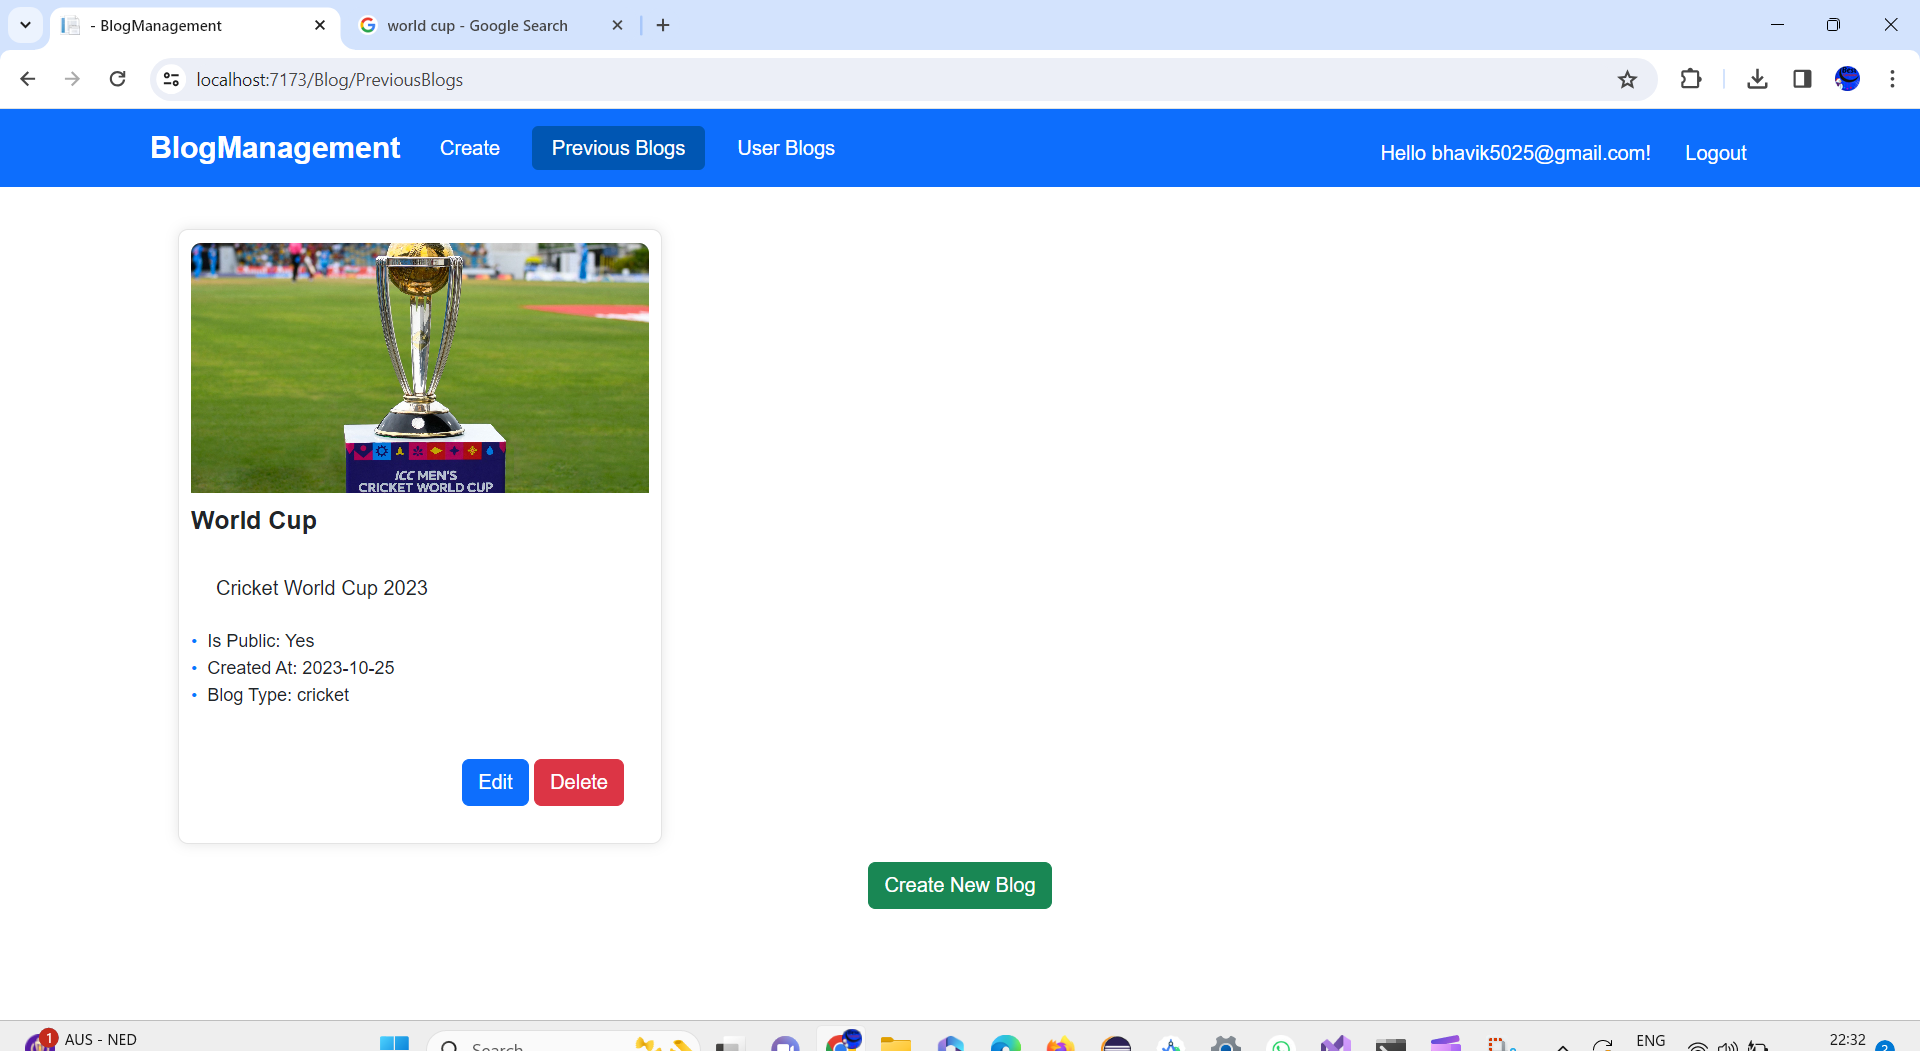 - BlogManagement
world cup - Google Search
localhost:7173/Blog/PreviousBlogs
BlogManagement
Create
Previous Blogs
User Blogs
Hello bhavik5025@gmail.com!
Logout
ICC MEN'S
CRICKET WORLD CUP
World Cup
Cricket World Cup 2023
Is Public: Yes
Created At: 2023-10-25
Blog Type: cricket
Edit
Delete
Create New Blog
1
AUS - NED
Search
ENG
22:32
2